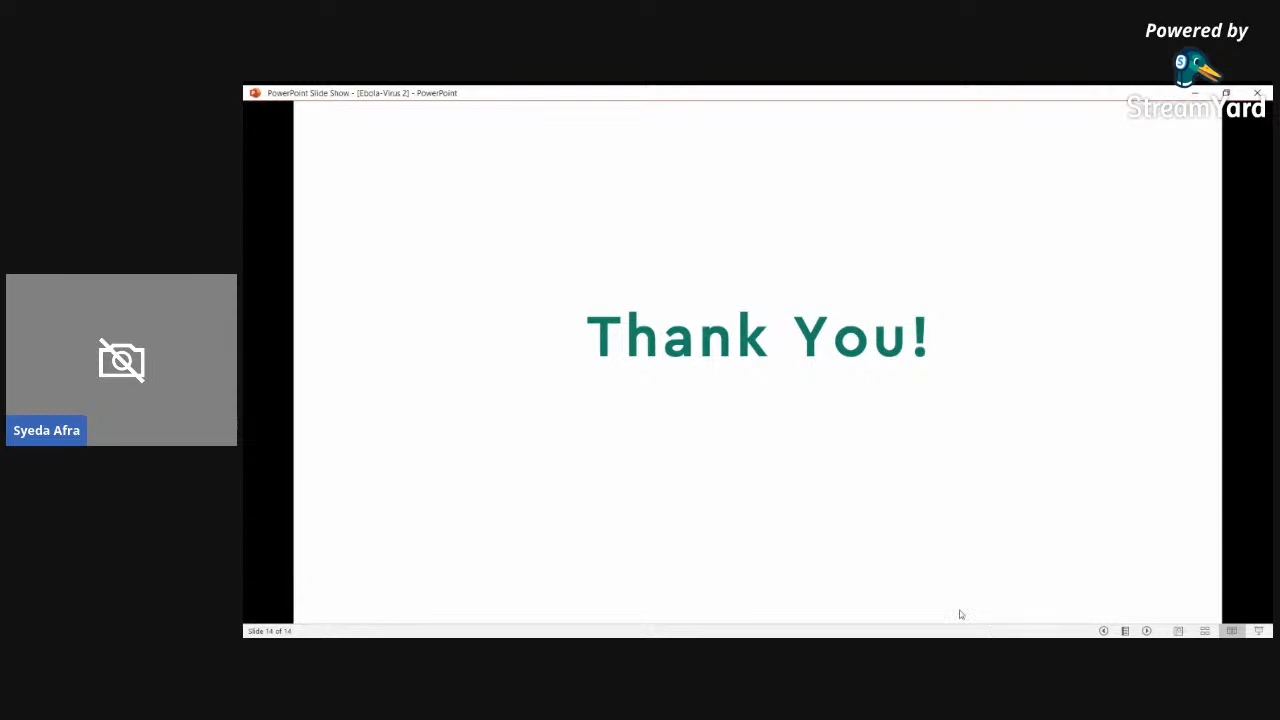 Powered by
StreamYard
PowerPoint Slide Show - [Ebola-Virus 2] - PowerPoint
Thank You!
Syeda Afra
Slide 14 of 14